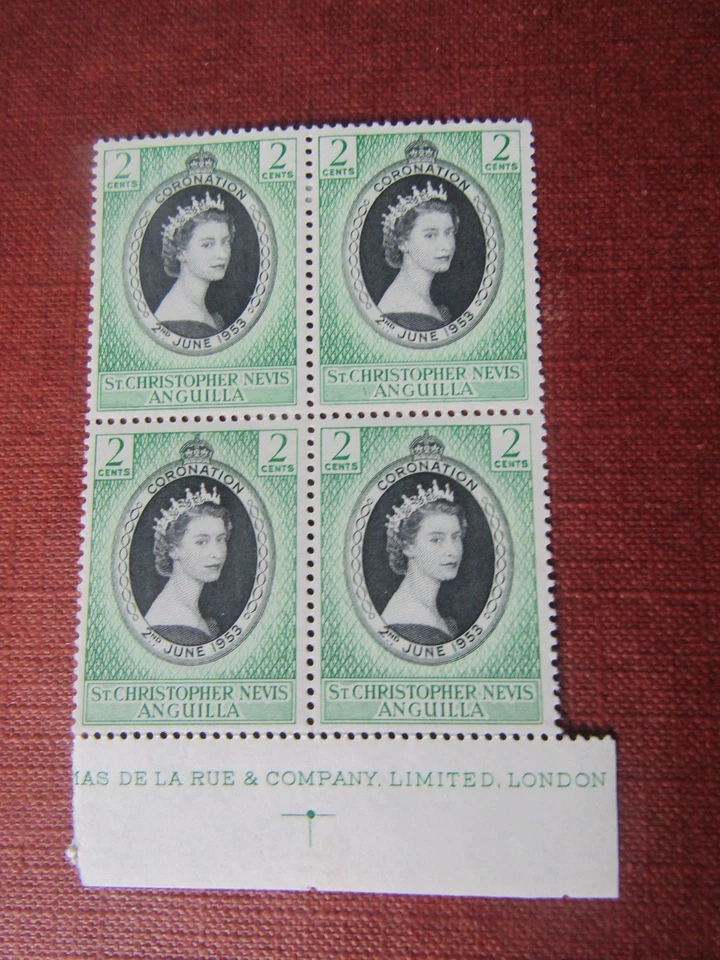 2 CENTS 2 CENTS
CORONATION
2ND JUNE 1953
ST. CHRISTOPHER NEVIS
ANGUILLA
2 CENTS 2 CENTS
CORONATION
2ND JUNE 1953
ST. CHRISTOPHER NEVIS
ANGUILLA
2 CENTS 2 CENTS
CORONATION
2ND JUNE 1953
ST. CHRISTOPHER NEVIS
ANGUILLA
2 CENTS 2 CENTS
CORONATION
2ND JUNE 1953
ST. CHRISTOPHER NEVIS
ANGUILLA
MAS DE LA RUE & COMPANY, LIMITED, LONDON